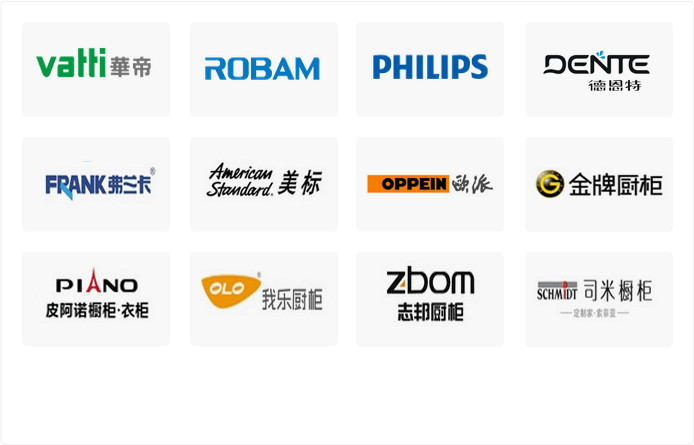 vatti 華帝
ROBAM
PHILIPS
DENTE
德恩特
FRANK 弗兰卡®
American
Standard® 美标
OPPEIN 欧派
G 金牌厨柜
PIANO
皮阿诺橱柜·衣柜
OLO® 我乐厨柜
zbom
志邦厨柜
SCHMIDT 司米橱柜
定制家·索菲亚